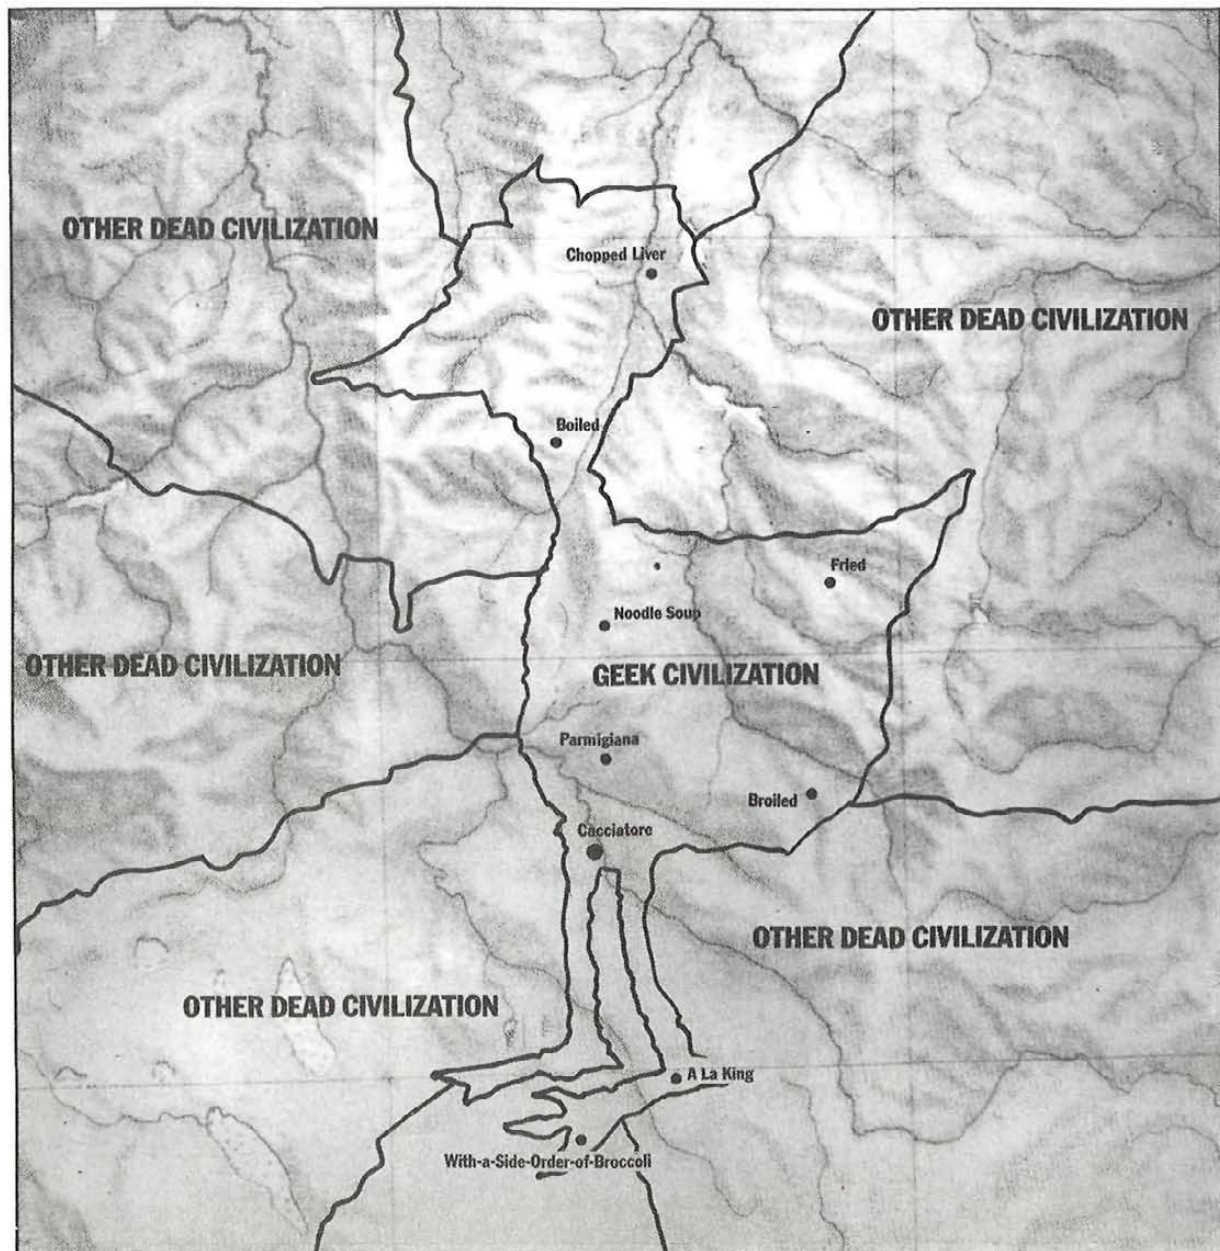 OTHER DEAD CIVILIZATION
Chopped Liver
OTHER DEAD CIVILIZATION
Boiled
Fried
Noodle Soup
OTHER DEAD CIVILIZATION
GEEK CIVILIZATION
Parmigiana
Broiled
Cacciatore
OTHER DEAD CIVILIZATION
OTHER DEAD CIVILIZATION
A La King
With-a-Side-Order-of-Broccoli